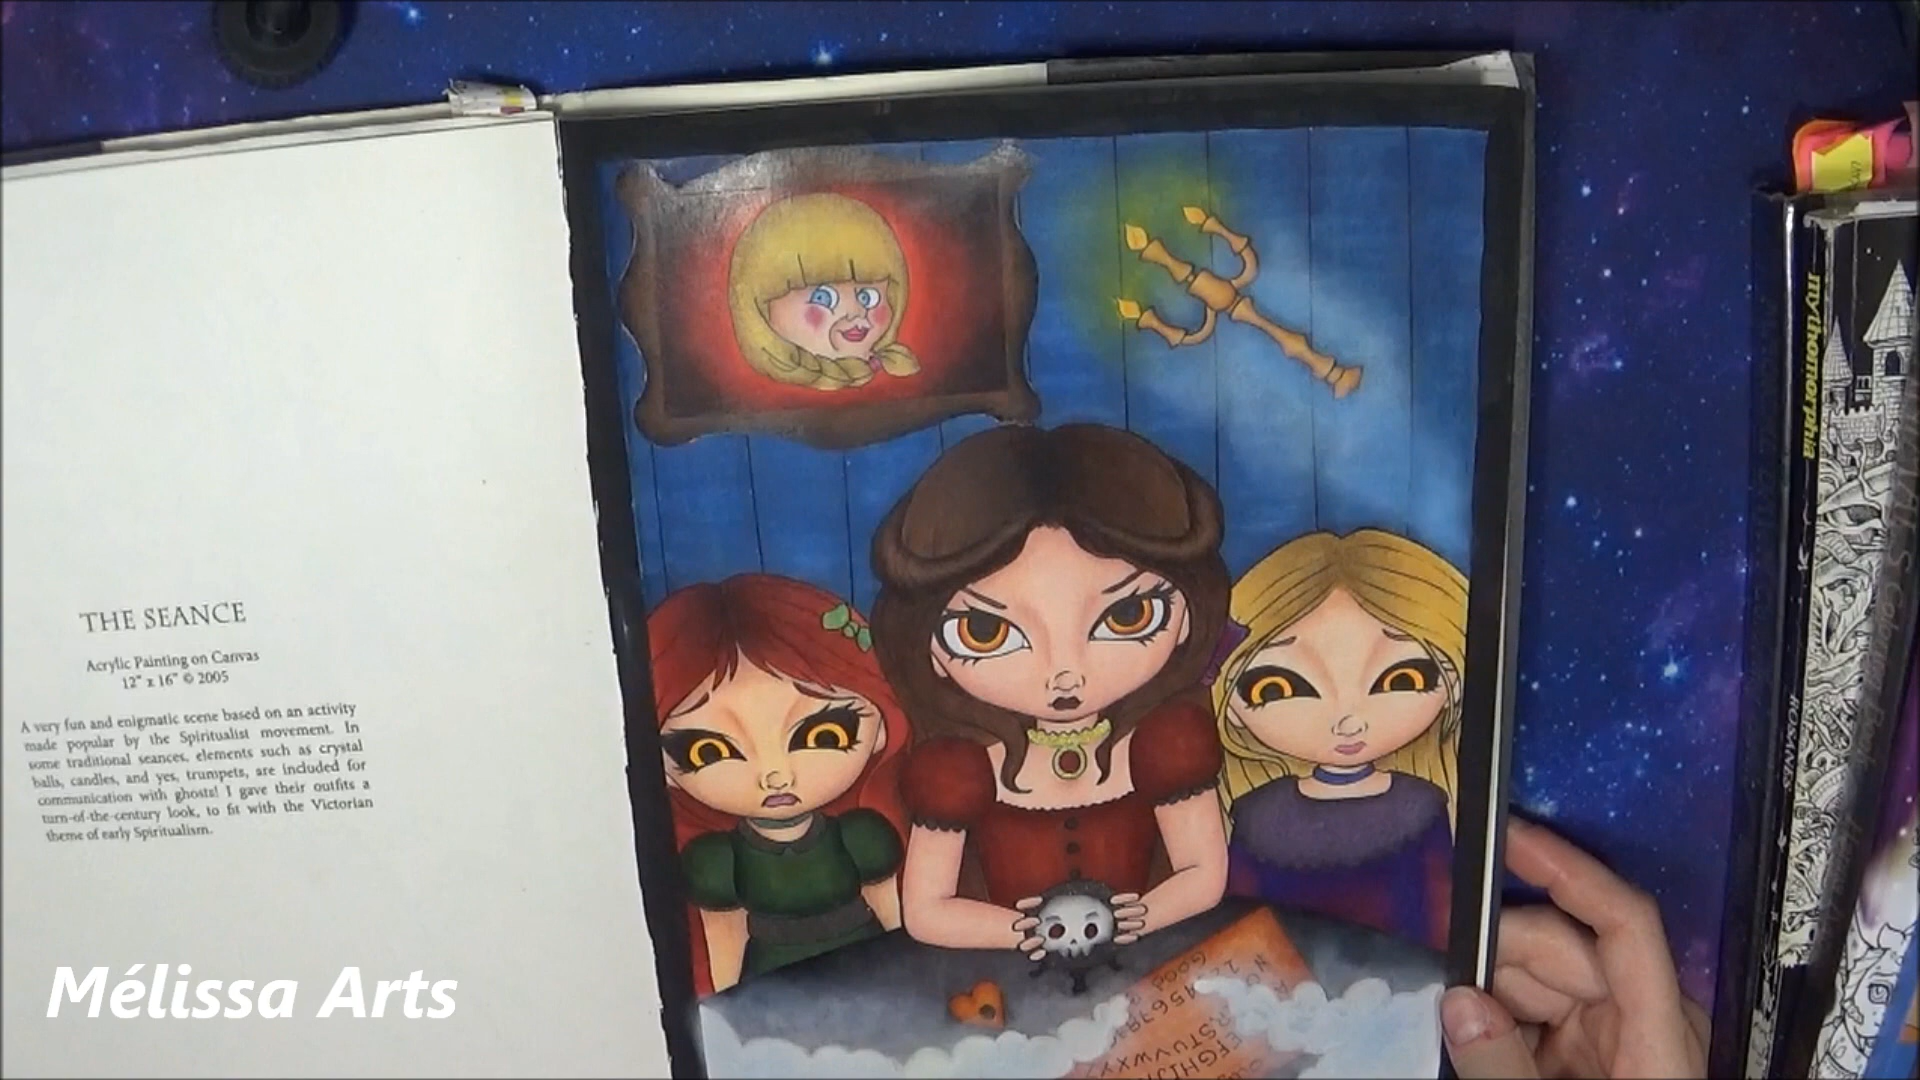 THE SEANCE
Acrylic Painting on Canvas
12" x 16" © 2005
A very fun and enigmatic scene based on an activity
made popular by the Spiritualist movement. In
some traditional seances, elements such as crystal
balls, candles, and yes, trumpets, are included for
communication with ghosts! I gave their outfits a
turn-of-the-century look, to fit with the Victorian
theme of early Spiritualism.
Mélissa Arts
mythomorphia
ROSANES